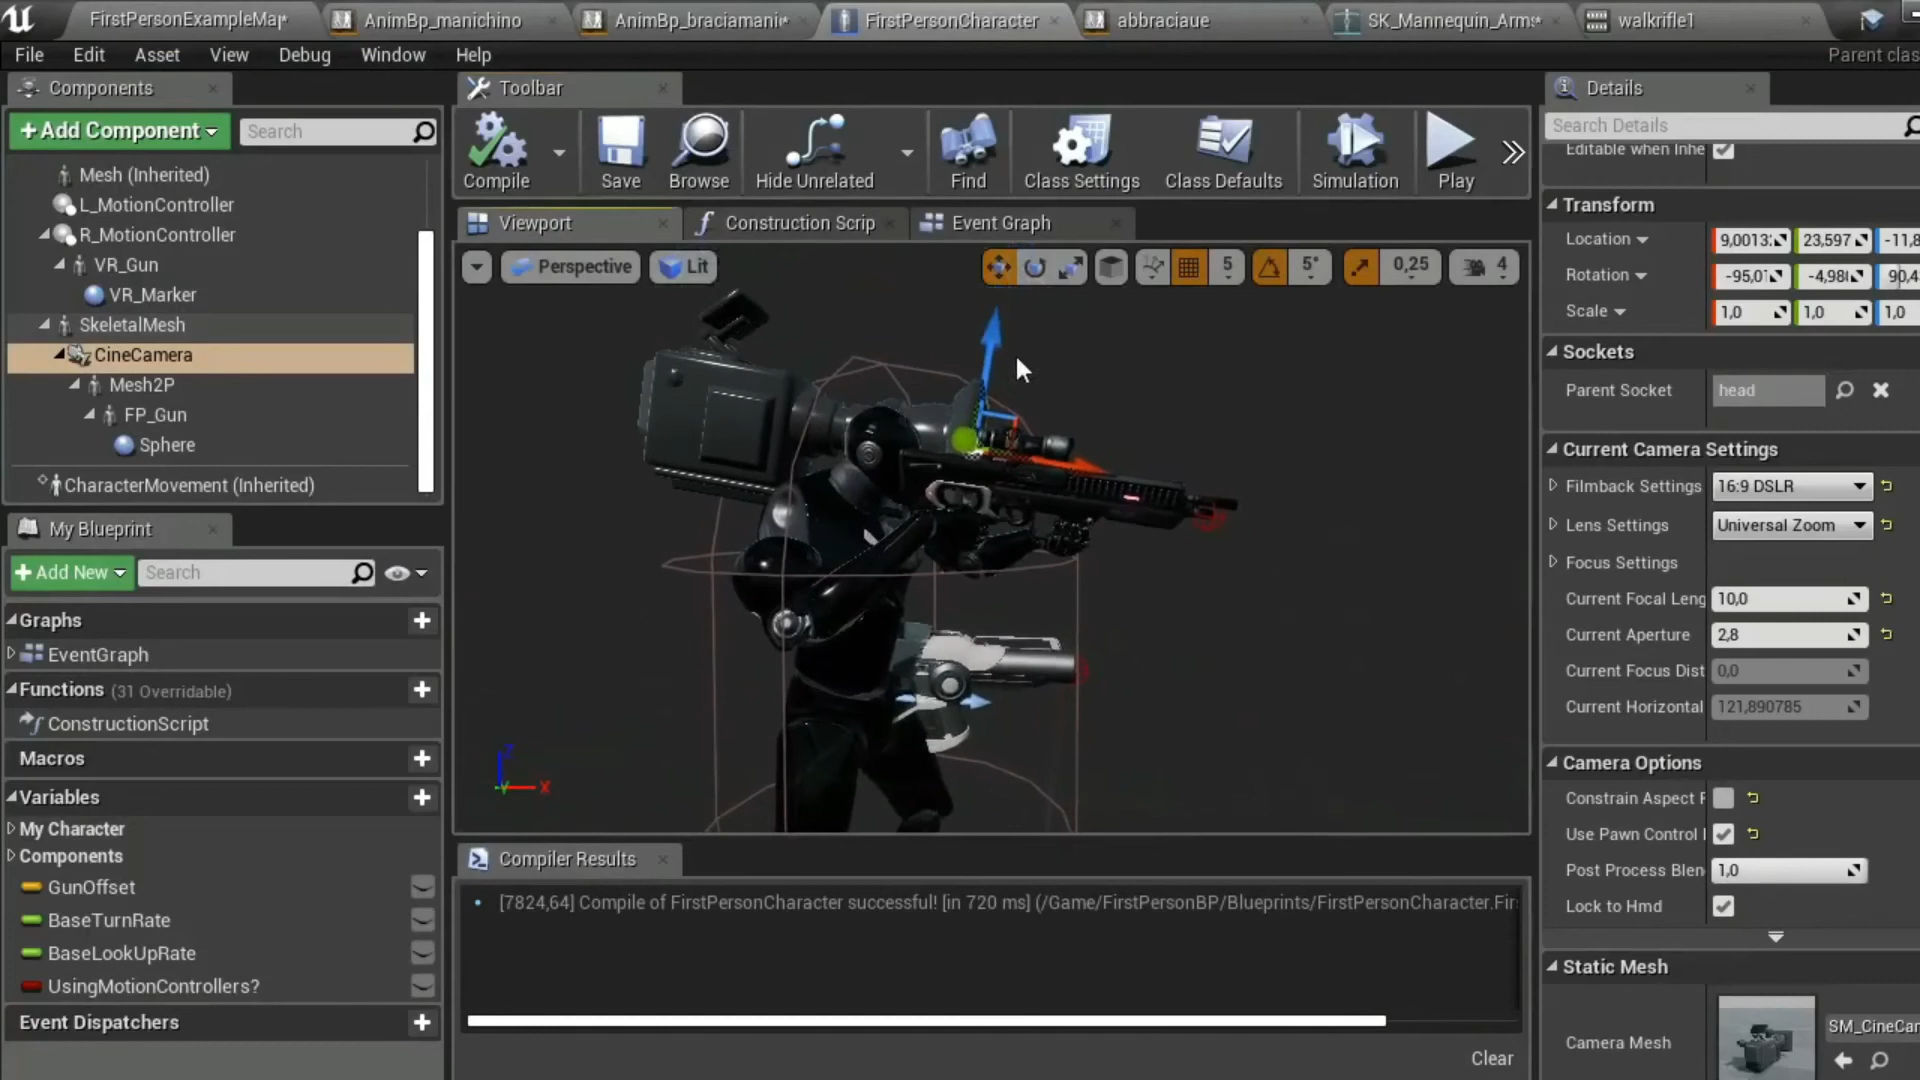 FirstPersonExampleMap*
AnimBp_manichino
AnimBp_braciamani*
FirstPersonCharacter
abbraciaue
SK_Mannequin_Arms*
walkrifle1
File Edit Asset View Debug Window Help
Parent clas
Components
+Add Component
Search
Mesh (Inherited)
L_MotionController
R_MotionController
VR_Gun
VR_Marker
SkeletalMesh
CineCamera
Mesh2P
FP_Gun
Sphere
CharacterMovement (Inherited)
My Blueprint
+Add New
Search
Graphs
EventGraph
Functions (31 Overridable)
ConstructionScript
Macros
Variables
My Character
Components
GunOffset
BaseTurnRate
BaseLookUpRate
UsingMotionControllers?
Event Dispatchers
Toolbar
Compile
Save
Browse
Hide Unrelated
Find
Class Settings
Class Defaults
Simulation
Play
Viewport
Construction Scrip
Event Graph
Perspective
Lit
5
5°
0,25
4
Z
Y
X
Compiler Results
[7824,64] Compile of FirstPersonCharacter successful! [in 720 ms] (/Game/FirstPersonBP/Blueprints/FirstPersonCharacter.Fir
Clear
Details
Search Details
Editable when Inhe
Transform
Location 9,0013 23,597 -11,8
Rotation -95,0 -4,98 90,4
Scale 1,0 1,0 1,0
Sockets
Parent Socket head
Current Camera Settings
Filmback Settings 16:9 DSLR
Lens Settings Universal Zoom
Focus Settings
Current Focal Leng 10,0
Current Aperture 2,8
Current Focus Dist 0,0
Current Horizontal 121,890785
Camera Options
Constrain Aspect R
Use Pawn Control
Post Process Blen 1,0
Lock to Hmd
Static Mesh
Camera Mesh
SM_CineCam